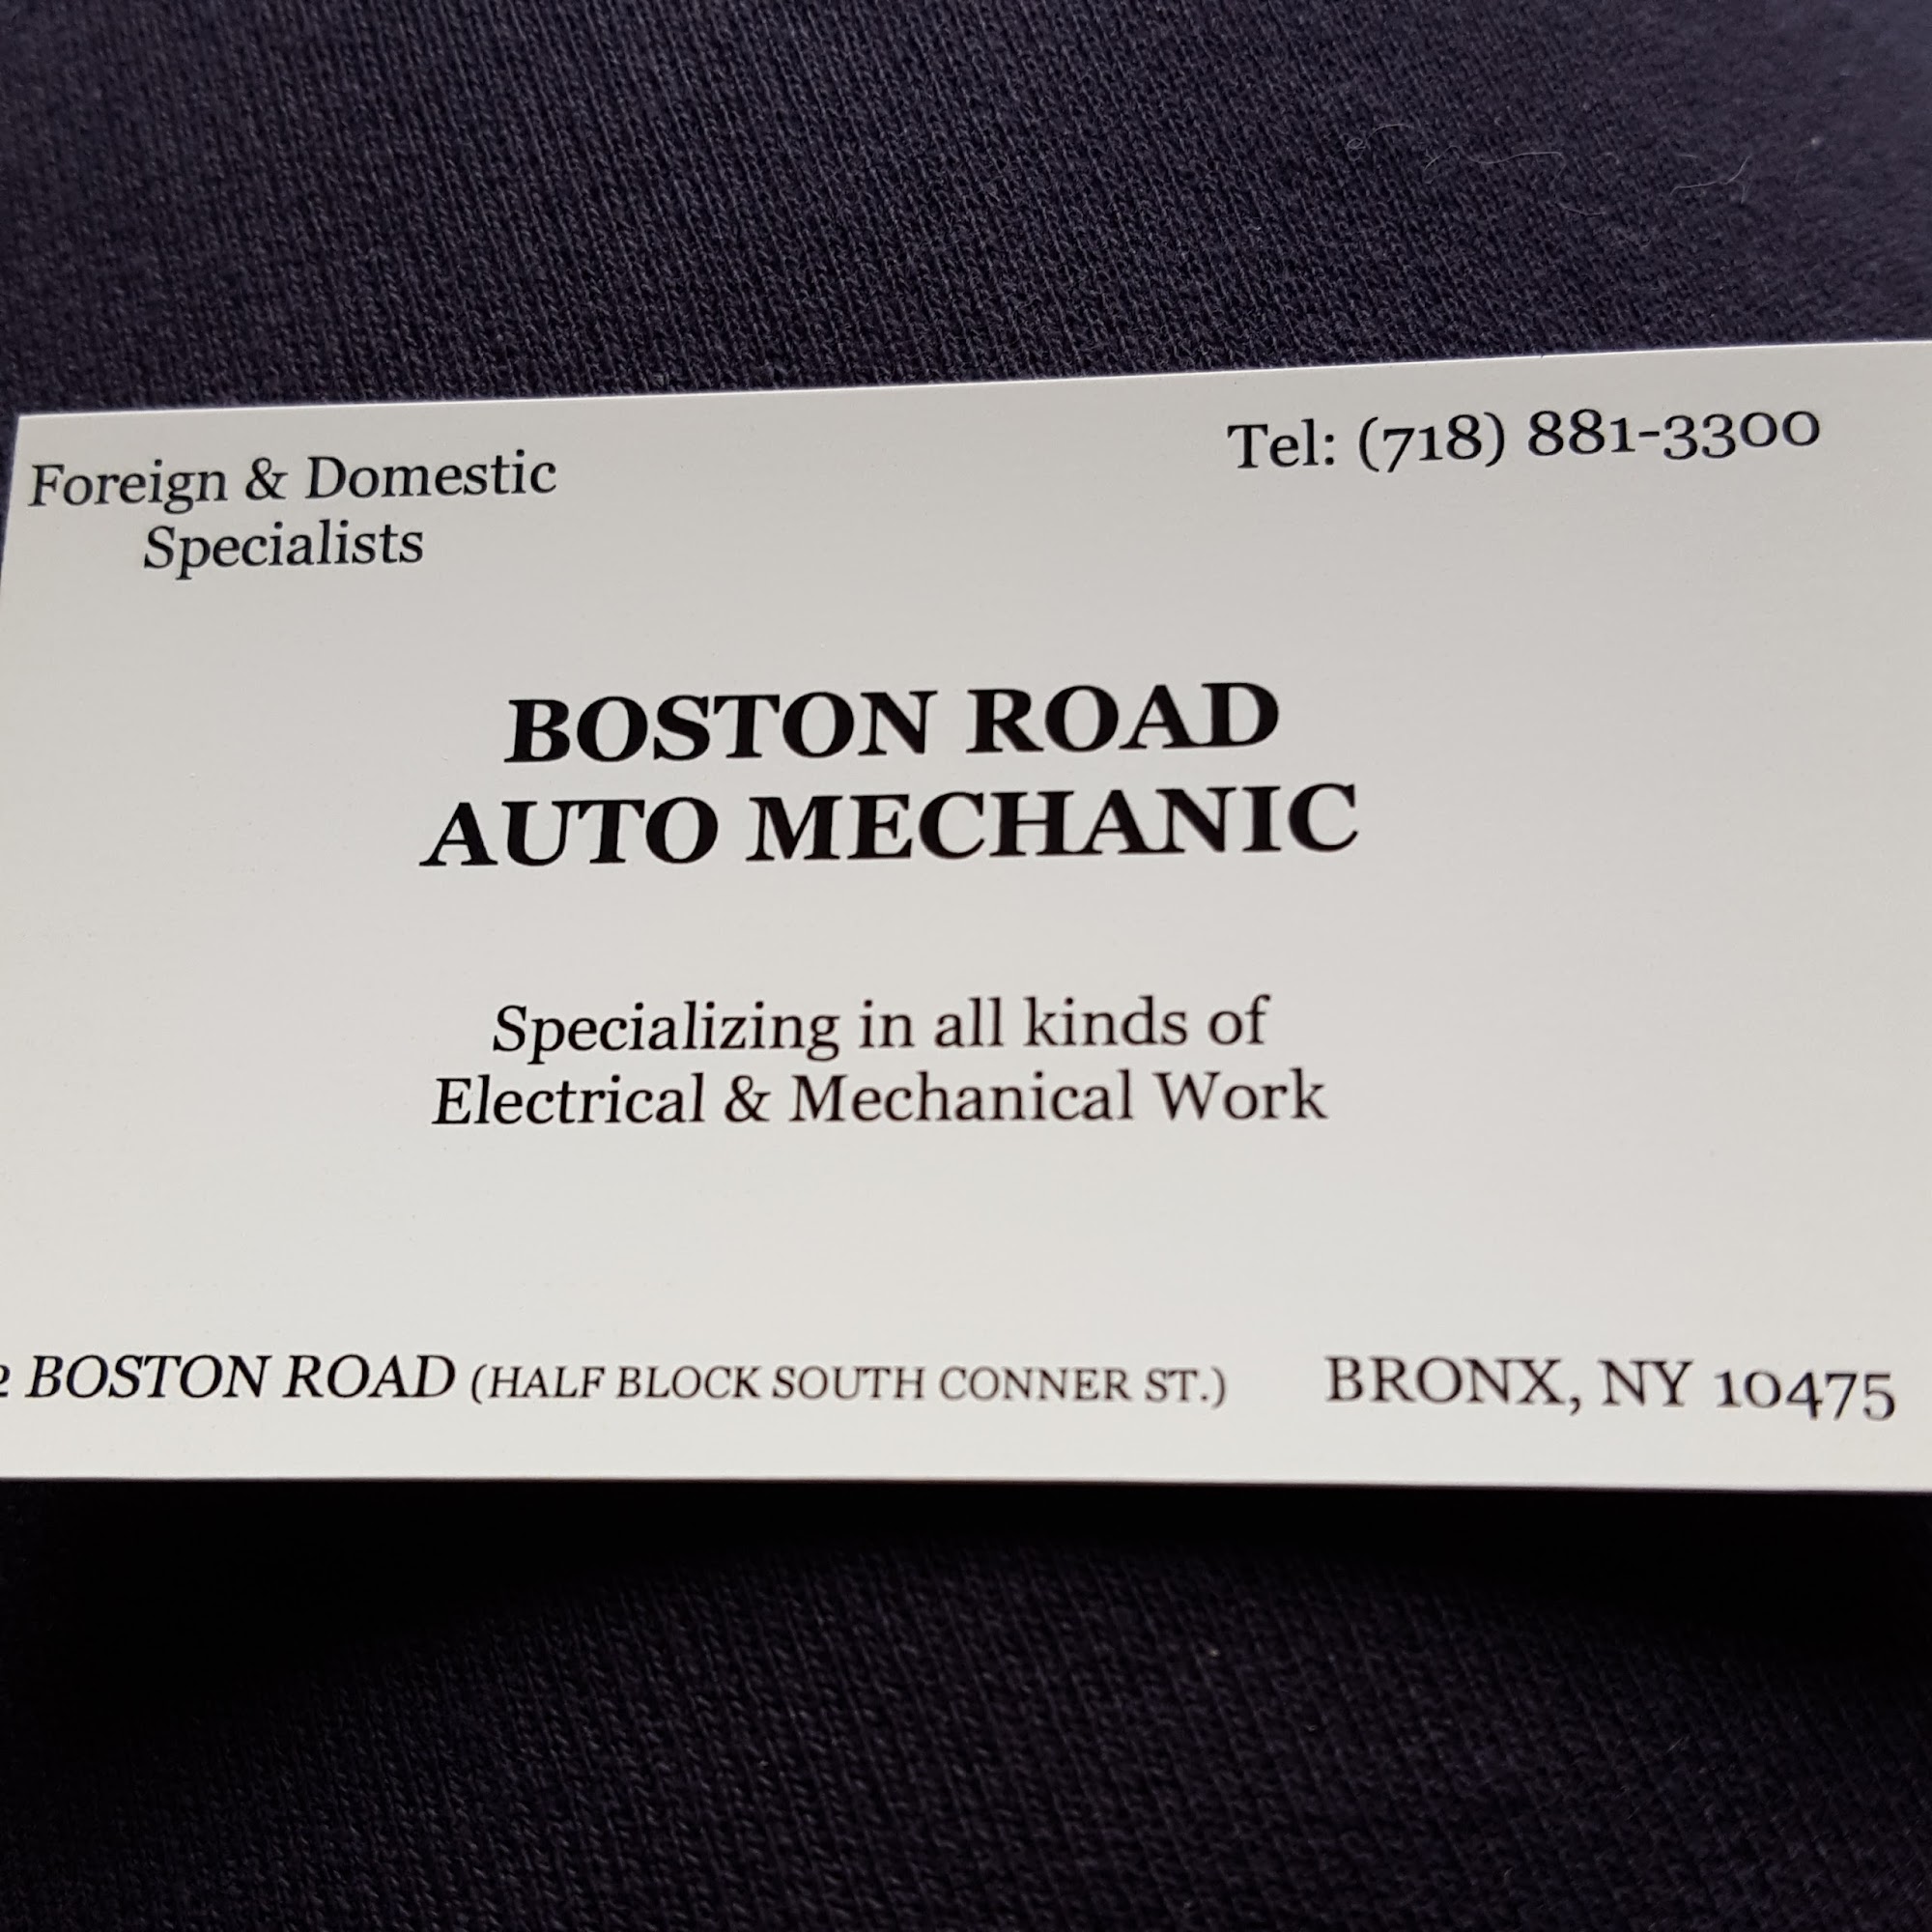 Foreign & Domestic
Specialists
Tel: (718) 881-3300
BOSTON ROAD
AUTO MECHANIC
Specializing in all kinds of
Electrical & Mechanical Work
BOSTON ROAD (HALF BLOCK SOUTH CONNER ST.) BRONX, NY 10475